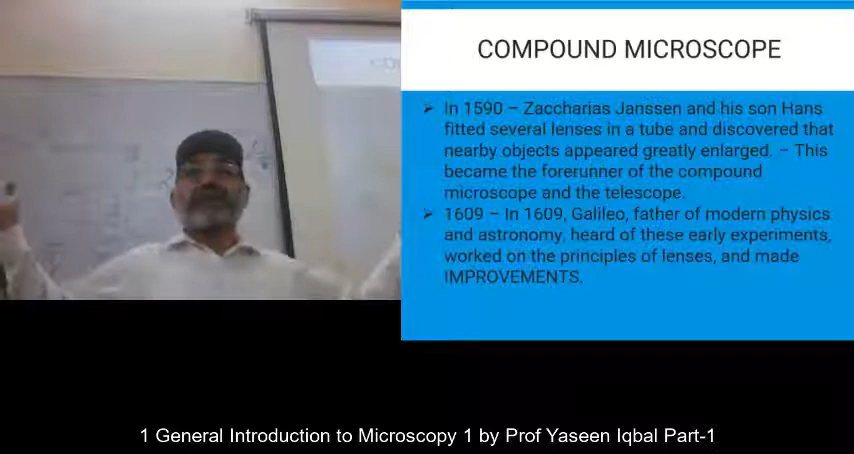 COMPOUND MICROSCOPE
➢ In 1590 – Zaccharias Janssen and his son Hans
fitted several lenses in a tube and discovered that
nearby objects appeared greatly enlarged. – This
became the forerunner of the compound
microscope and the telescope.
➢ 1609 – In 1609, Galileo, father of modern physics
and astronomy, heard of these early experiments,
worked on the principles of lenses, and made
IMPROVEMENTS.
1 General Introduction to Microscopy 1 by Prof Yaseen Iqbal Part-1